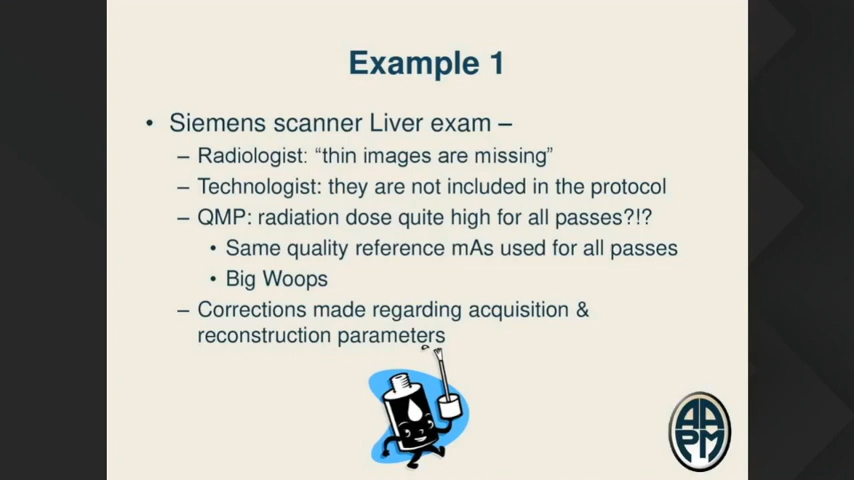 Example 1
• Siemens scanner Liver exam –
– Radiologist: “thin images are missing”
– Technologist: they are not included in the protocol
– QMP: radiation dose quite high for all passes?!?
• Same quality reference mAs used for all passes
• Big Woops
– Corrections made regarding acquisition &
reconstruction parameters
AAPM